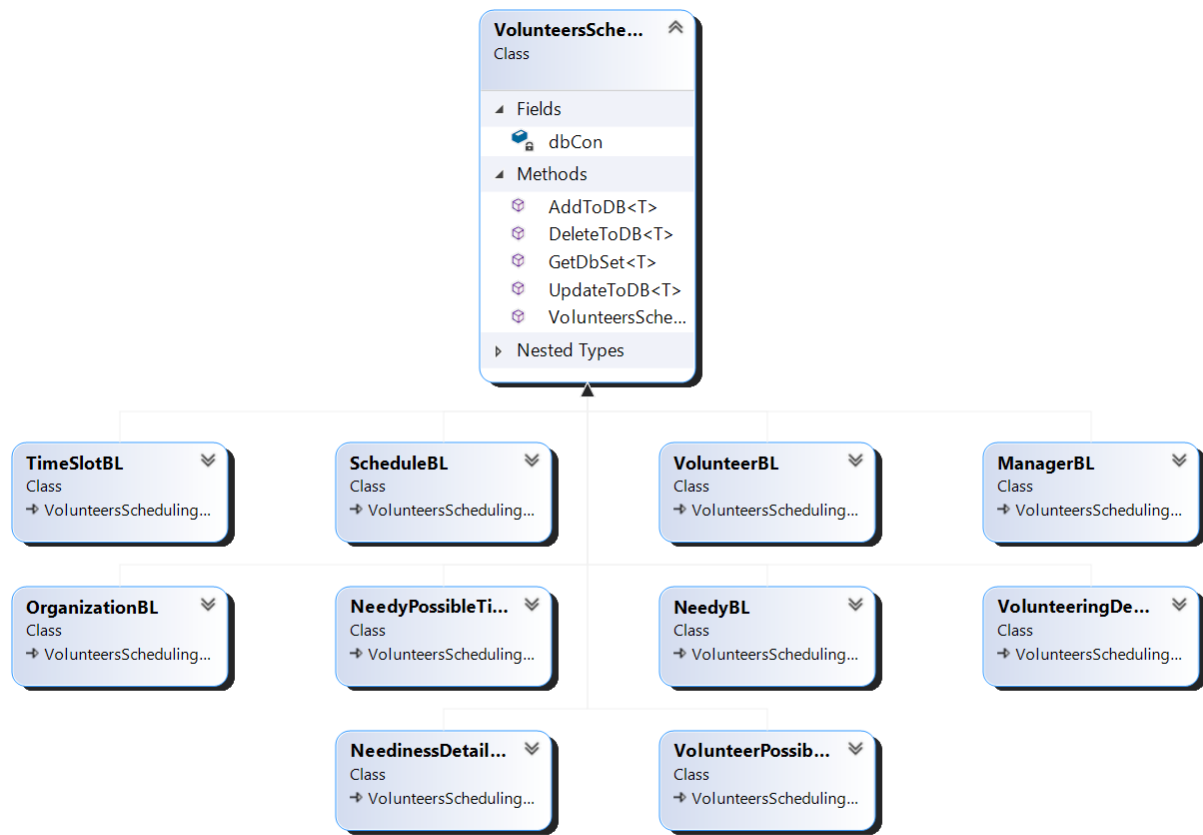 VolunteersSche...
Class
Fields
dbCon
Methods
AddToDB<T>
DeleteToDB<T>
GetDbSet<T>
UpdateToDB<T>
VolunteersSche...
Nested Types
TimeSlotBL
Class
VolunteersScheduling...
ScheduleBL
Class
VolunteersScheduling...
VolunteerBL
Class
VolunteersScheduling...
ManagerBL
Class
VolunteersScheduling...
OrganizationBL
Class
VolunteersScheduling...
NeedyPossibleTi...
Class
VolunteersScheduling...
NeedyBL
Class
VolunteersScheduling...
VolunteeringDe...
Class
VolunteersScheduling...
NeedinessDetail...
Class
VolunteersScheduling...
VolunteerPossib...
Class
VolunteersScheduling...